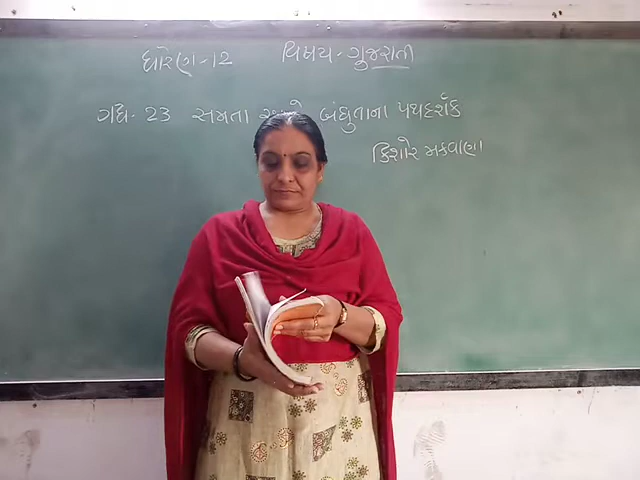 ધોરણ-૧૨ વિષય-ગુજરાતી
ગદ્ય- 23 સમતા અને બંધુતાના પથદર્શક
કિશોર મકવાણા